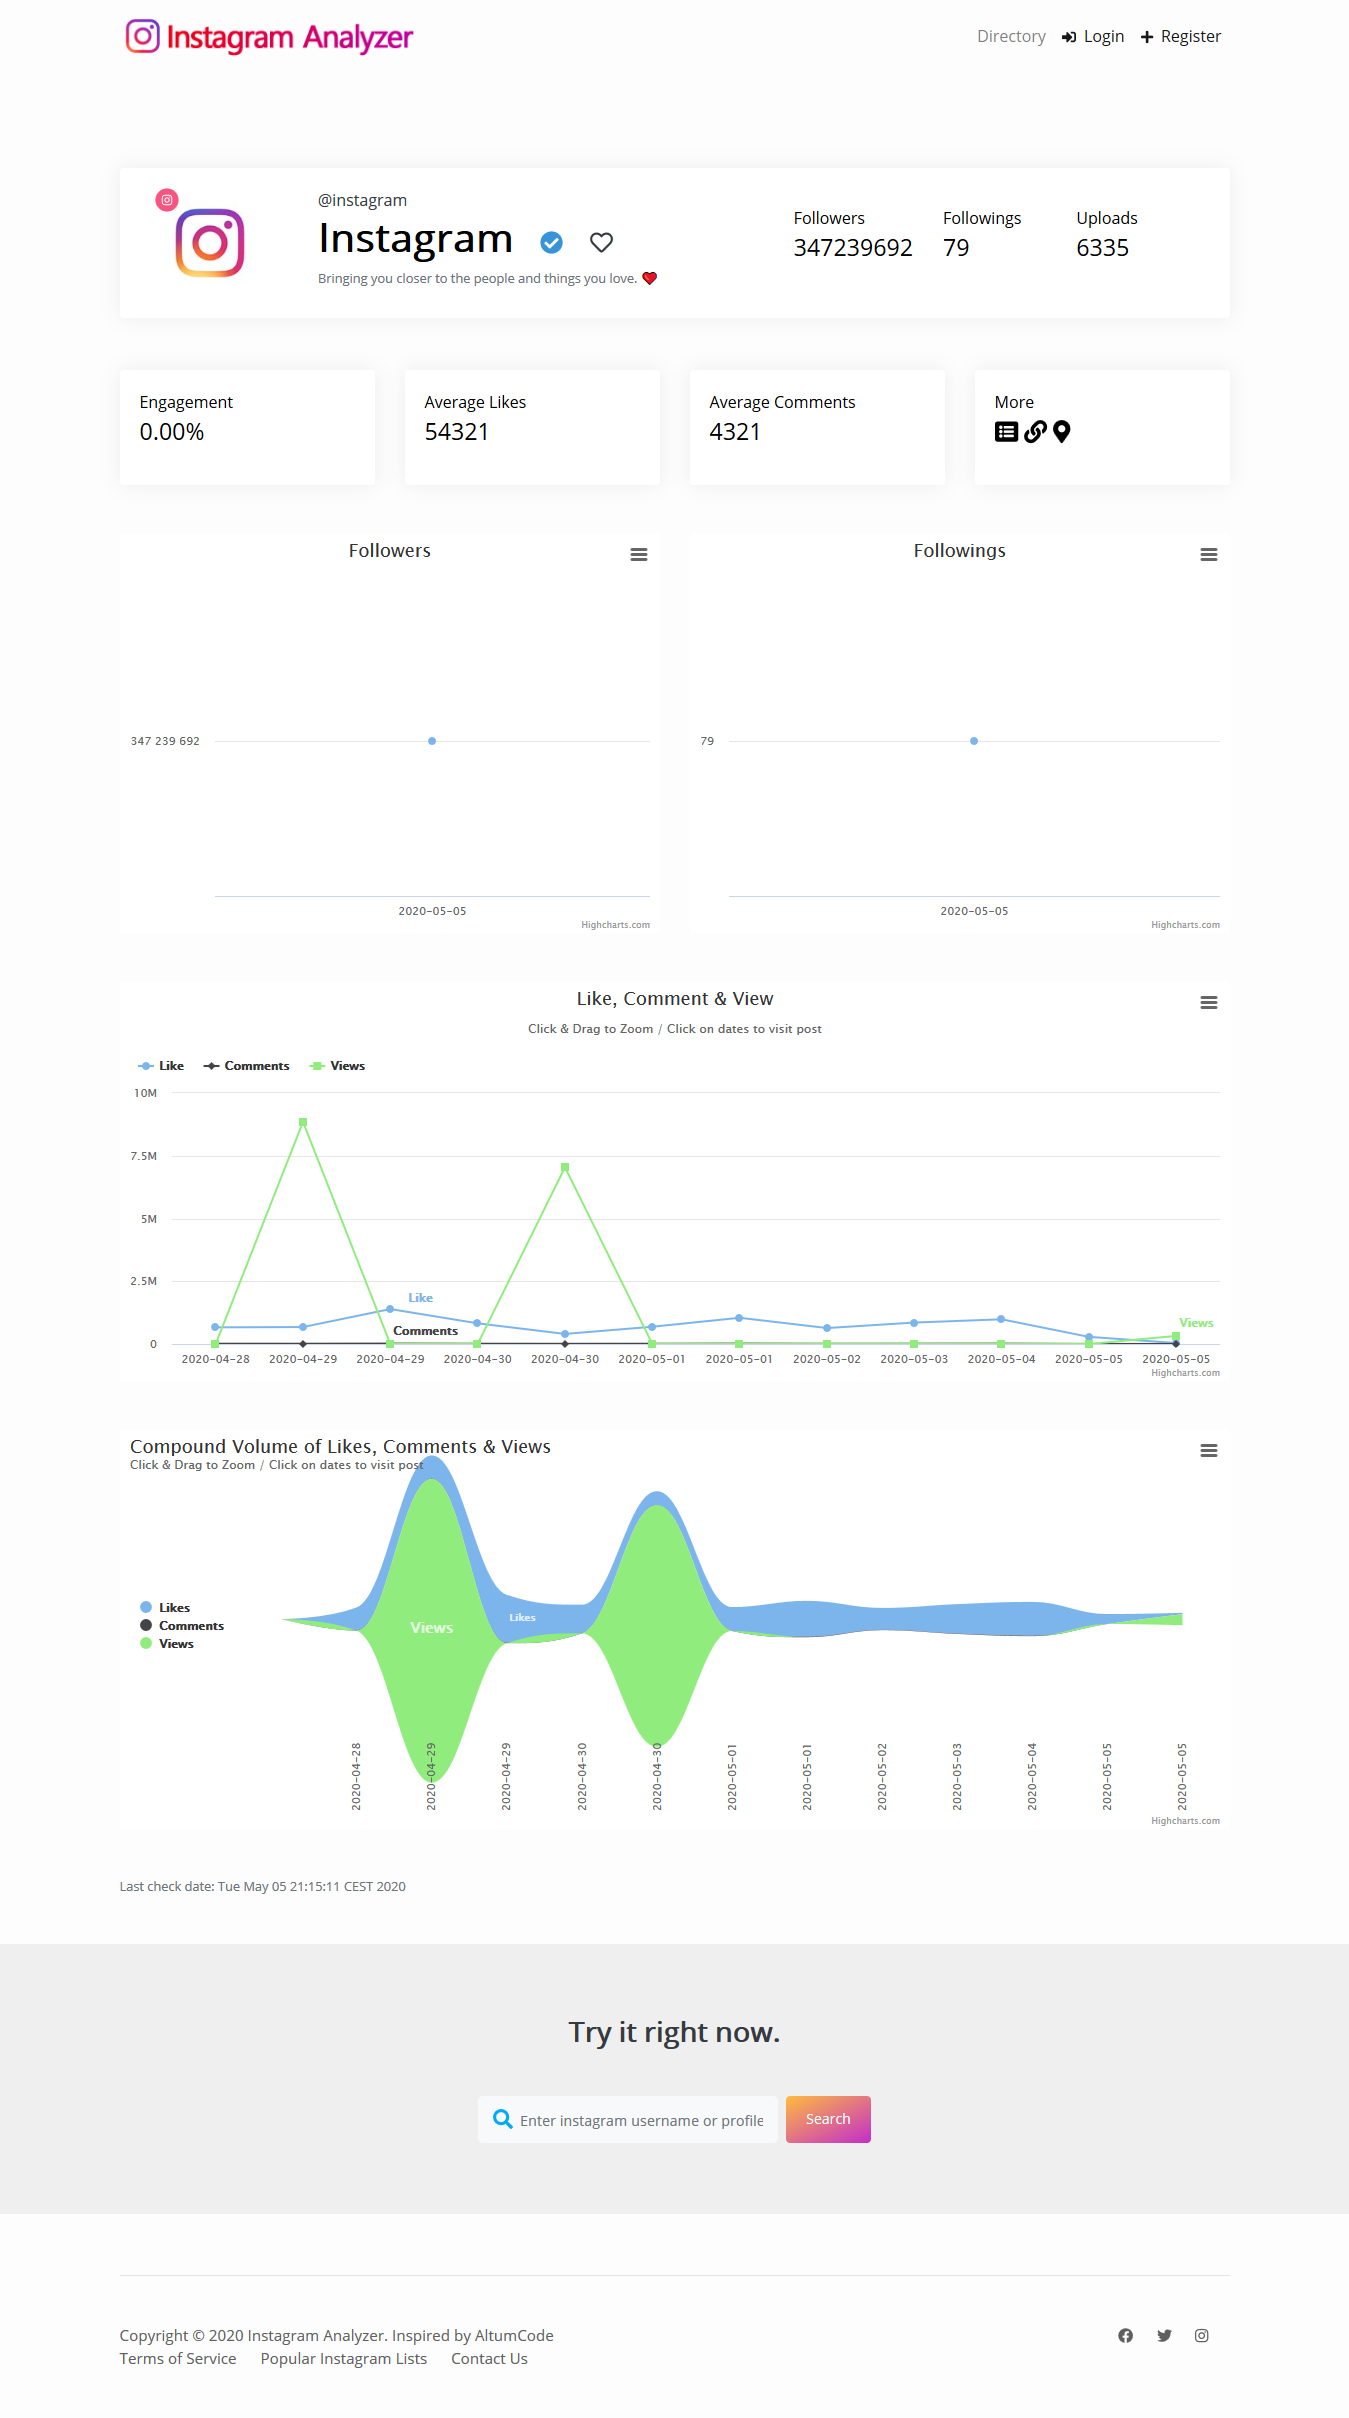 Instagram Analyzer
Directory Login Register
@instagram
Instagram
Bringing you closer to the people and things you love.
Followers Followings Uploads
347239692 79 6335
Engagement
0.00%
Average Likes
54321
Average Comments
4321
More
Followers
347 239 692
2020-05-05
Highcharts.com
Followings
79
2020-05-05
Highcharts.com
Like, Comment & View
Click & Drag to Zoom / Click on dates to visit post
Like Comments Views
10M
7.5M
5M
2.5M
0
Like
Comments
Views
2020-04-28 2020-04-29 2020-04-29 2020-04-30 2020-04-30 2020-05-01 2020-05-01 2020-05-02 2020-05-03 2020-05-04 2020-05-05 2020-05-05
Highcharts.com
Compound Volume of Likes, Comments & Views
Click & Drag to Zoom / Click on dates to visit post
Likes
Comments
Views
Views
Likes
2020-04-28
2020-04-29
2020-04-29
2020-04-30
2020-04-30
2020-05-01
2020-05-01
2020-05-02
2020-05-03
2020-05-04
2020-05-05
2020-05-05
Highcharts.com
Last check date: Tue May 05 21:15:11 CEST 2020
Try it right now.
Enter instagram username or profile
Search
Copyright © 2020 Instagram Analyzer. Inspired by AltumCode
Terms of Service Popular Instagram Lists Contact Us